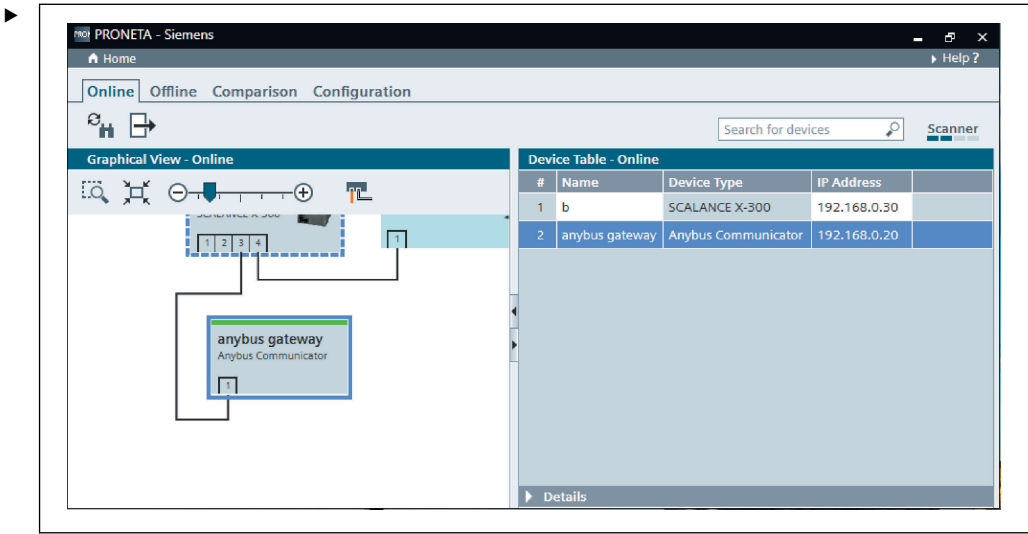 PRONETA - Siemens
Home
Help ?
Online Offline Comparison Configuration
Search for devices
Scanner
Graphical View - Online
SCALANCE X-300
1 2 3 4
1
anybus gateway
Anybus Communicator
1
Device Table - Online
# Name Device Type IP Address
1 b SCALANCE X-300 192.168.0.30
2 anybus gateway Anybus Communicator 192.168.0.20
Details